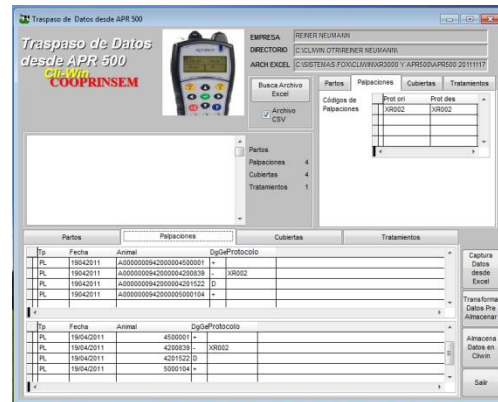 Traspaso de Datos desde APR 500
Traspaso de Datos
desde APR 500
Cli-Win
COOPRINSEM
EMPRESA REINER NEUMANN
DIRECTORIO C:\CLIWIN OTR\REINER NEUMANN\
ARCH EXCEL C:\SISTEMAS FOX\CLIWIN\XR3000 Y APR500\APR500 20111117
Busca Archivo
Excel
Archivo
CSV
Partos Palpaciones Cubiertas Tratamientos
Códigos de
Palpaciones
Prot ori Prot des
XR002 XR002
Partos
Palpaciones 4
Cubiertas 4
Tratamientos 1
Partos Palpaciones Cubiertas Tratamientos
Tp Fecha Animal DgGeProtocolo
PL 19042011 A0000000942000004500001 +
PL 19042011 A0000000942000004200839 - XR002
PL 19042011 A0000000942000004201522 D
PL 19042011 A0000000942000005000104 +
Tp Fecha Animal DgGeProtocolo
PL 19/04/2011 4500001 +
PL 19/04/2011 4200839 - XR002
PL 19/04/2011 4201522 D
PL 19/04/2011 5000104 +
Captura
Datos
desde
Excel
Transforma
Datos Pre
Almacenar
Almacena
Datos en
Cliwin
Salir